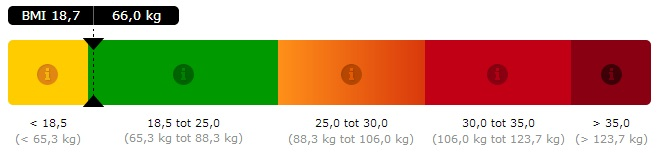 BMI 18,7 66,0 kg
< 18,5 18,5 tot 25,0 25,0 tot 30,0 30,0 tot 35,0 > 35,0
(< 65,3 kg) (65,3 kg tot 88,3 kg) (88,3 kg tot 106,0 kg) (106,0 kg tot 123,7 kg) (> 123,7 kg)